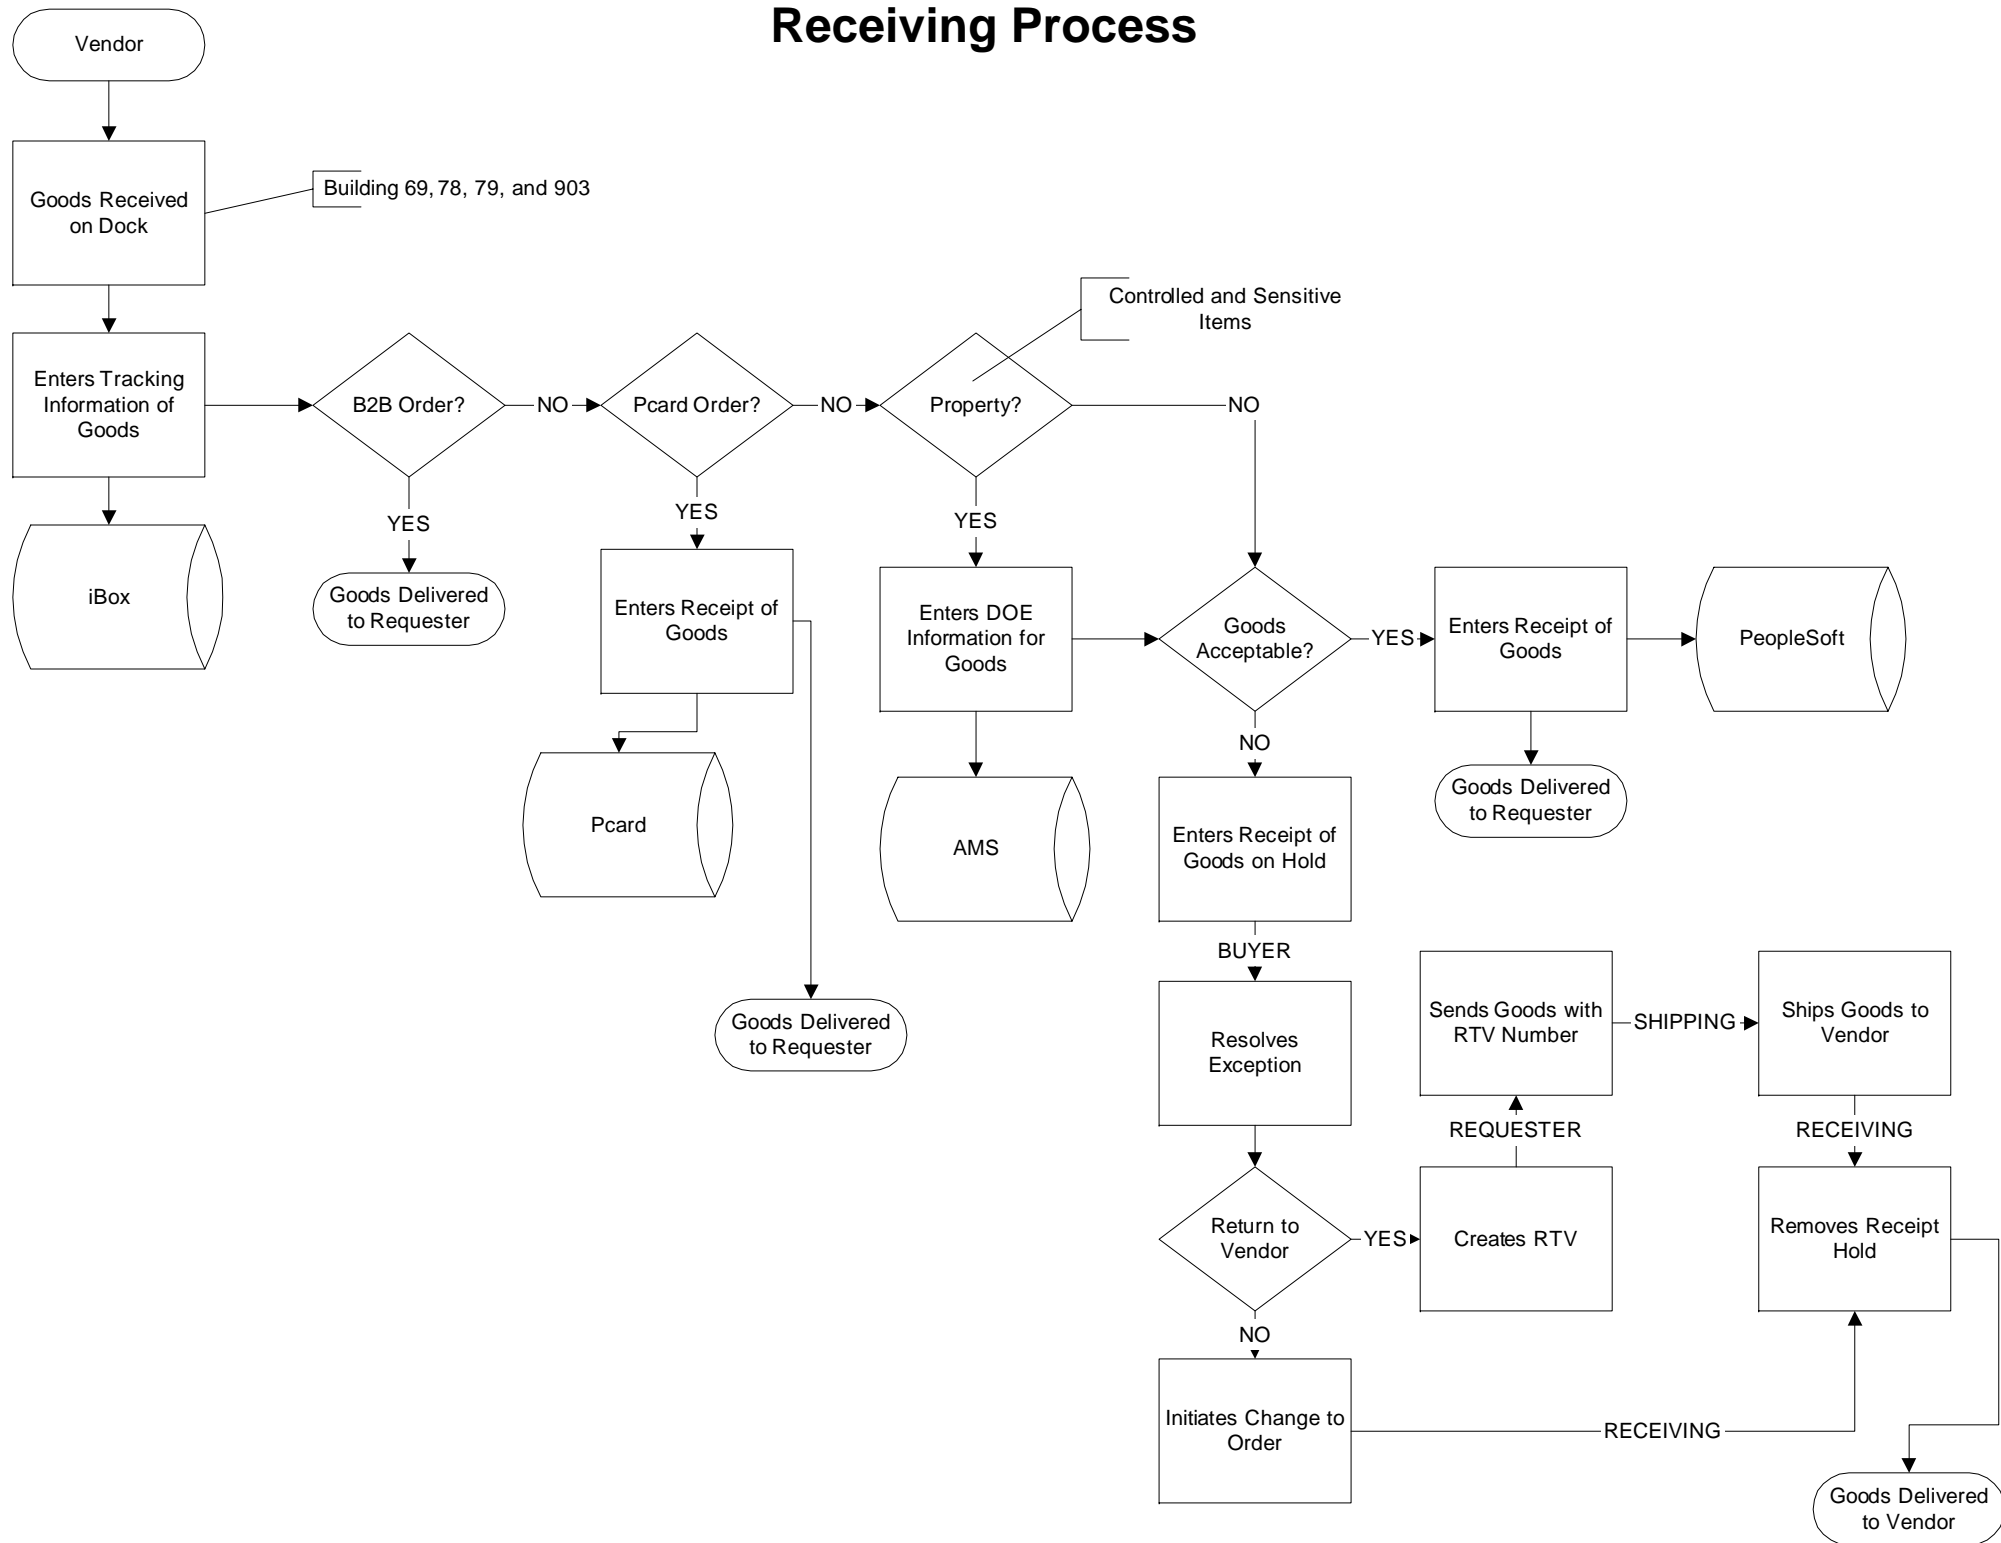 Receiving Process
Vendor
Goods Received
on Dock
Building 69, 78, 79, and 903
Controlled and Sensitive
Items
Enters Tracking
Information of
Goods
B2B Order?
NO
Pcard Order?
NO
Property?
NO
YES
YES
YES
iBox
Goods Delivered
to Requester
Enters Receipt of
Goods
Enters DOE
Information for
Goods
Goods
Acceptable?
YES
Enters Receipt of
Goods
PeopleSoft
NO
Pcard
AMS
Enters Receipt of
Goods on Hold
Goods Delivered
to Requester
BUYER
Goods Delivered
to Requester
Resolves
Exception
Sends Goods with
RTV Number
SHIPPING
Ships Goods to
Vendor
REQUESTER
RECEIVING
Return to
Vendor
YES
Creates RTV
Removes Receipt
Hold
NO
Initiates Change to
Order
RECEIVING
Goods Delivered
to Vendor